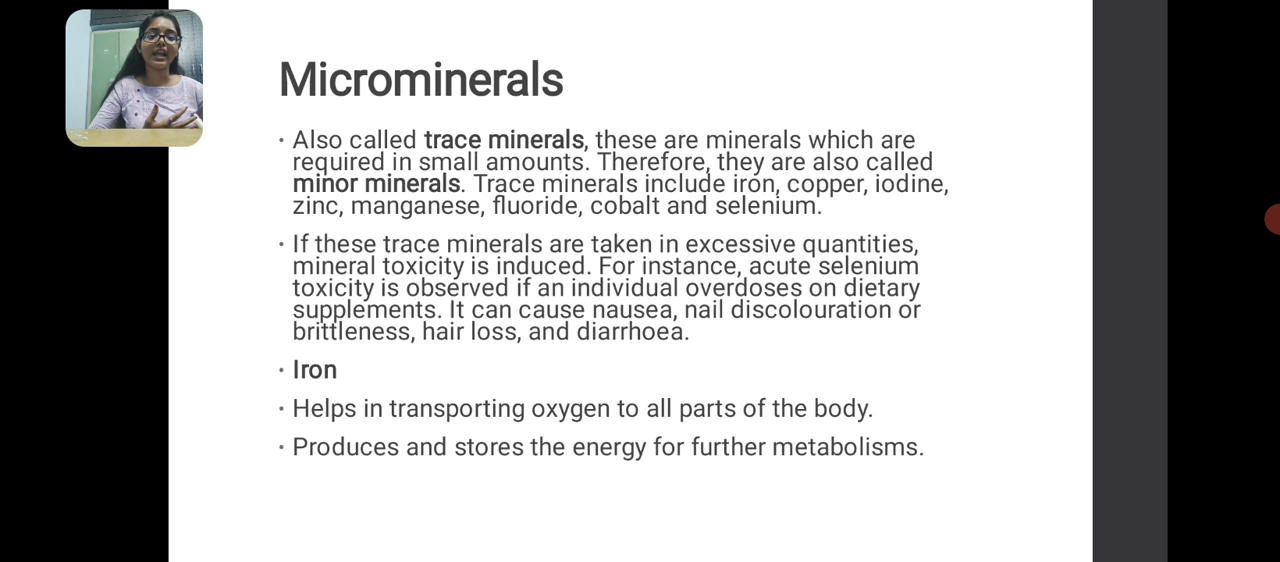 Microminerals
• Also called trace minerals, these are minerals which are
required in small amounts. Therefore, they are also called
minor minerals. Trace minerals include iron, copper, iodine,
zinc, manganese, fluoride, cobalt and selenium.
• If these trace minerals are taken in excessive quantities,
mineral toxicity is induced. For instance, acute selenium
toxicity is observed if an individual overdoses on dietary
supplements. It can cause nausea, nail discolouration or
brittleness, hair loss, and diarrhoea.
• Iron
• Helps in transporting oxygen to all parts of the body.
• Produces and stores the energy for further metabolisms.